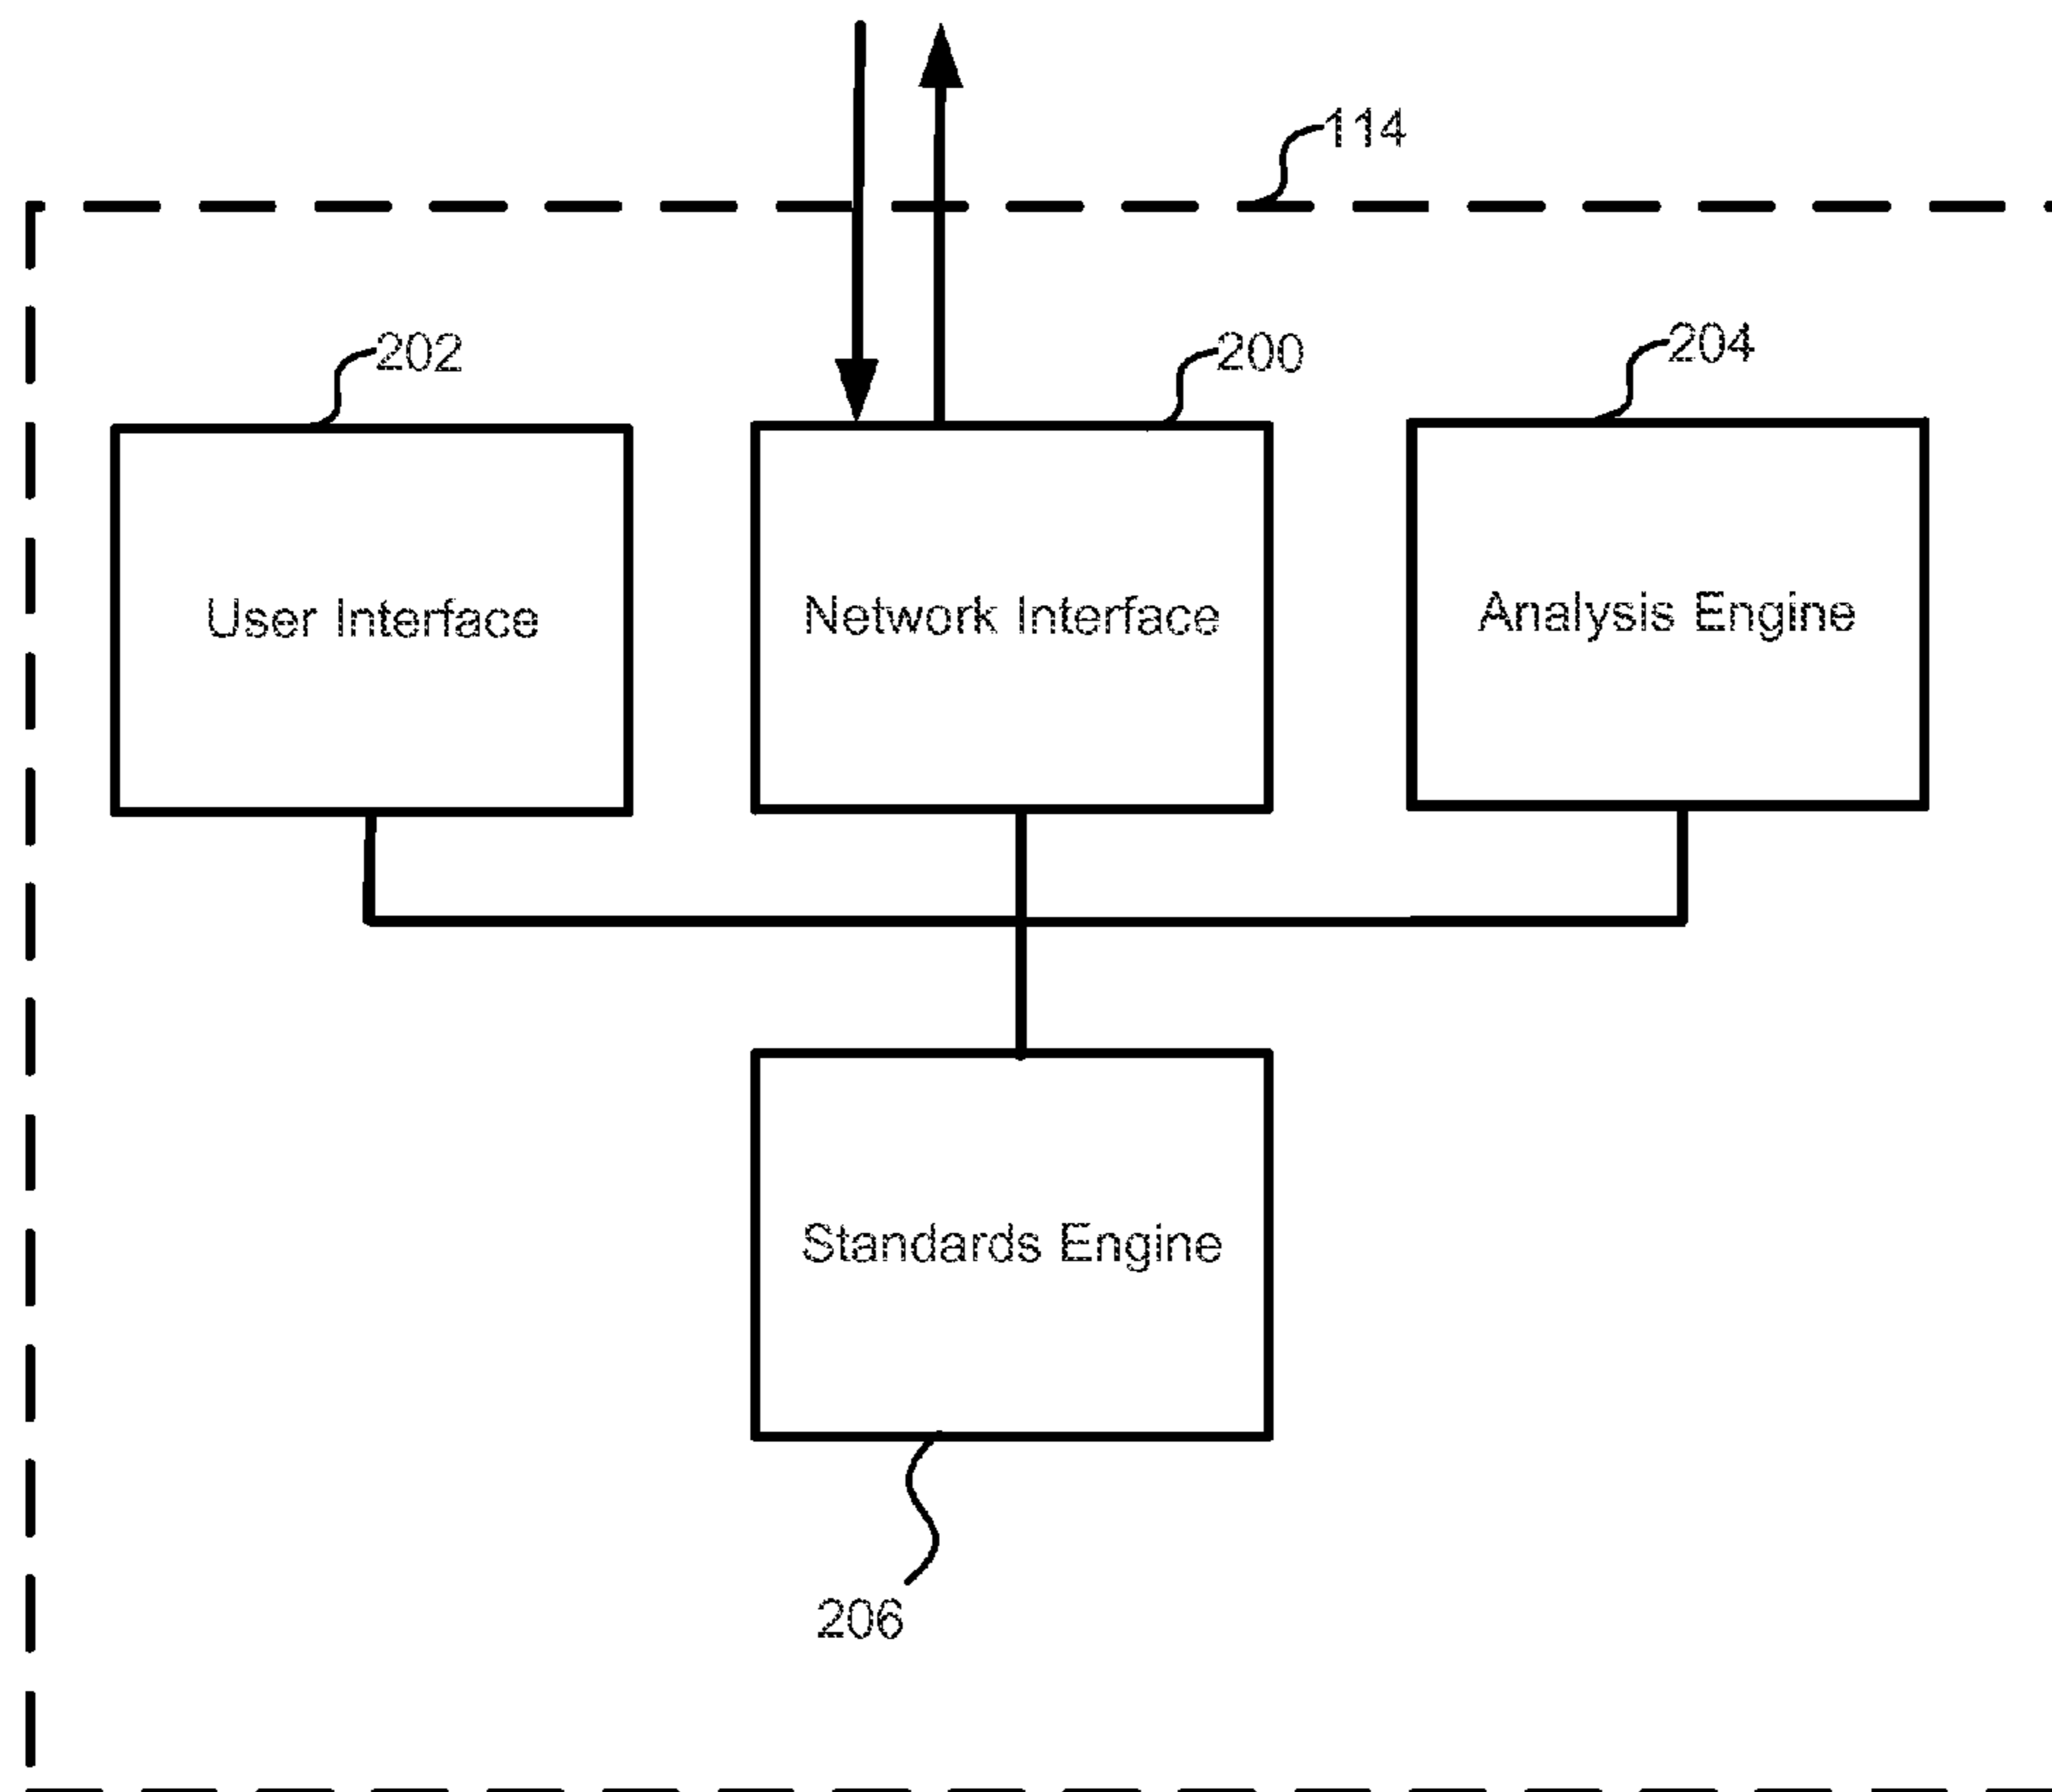 114
202
200
204
User Interface
Network Interface
Analysis Engine
Standards Engine
206